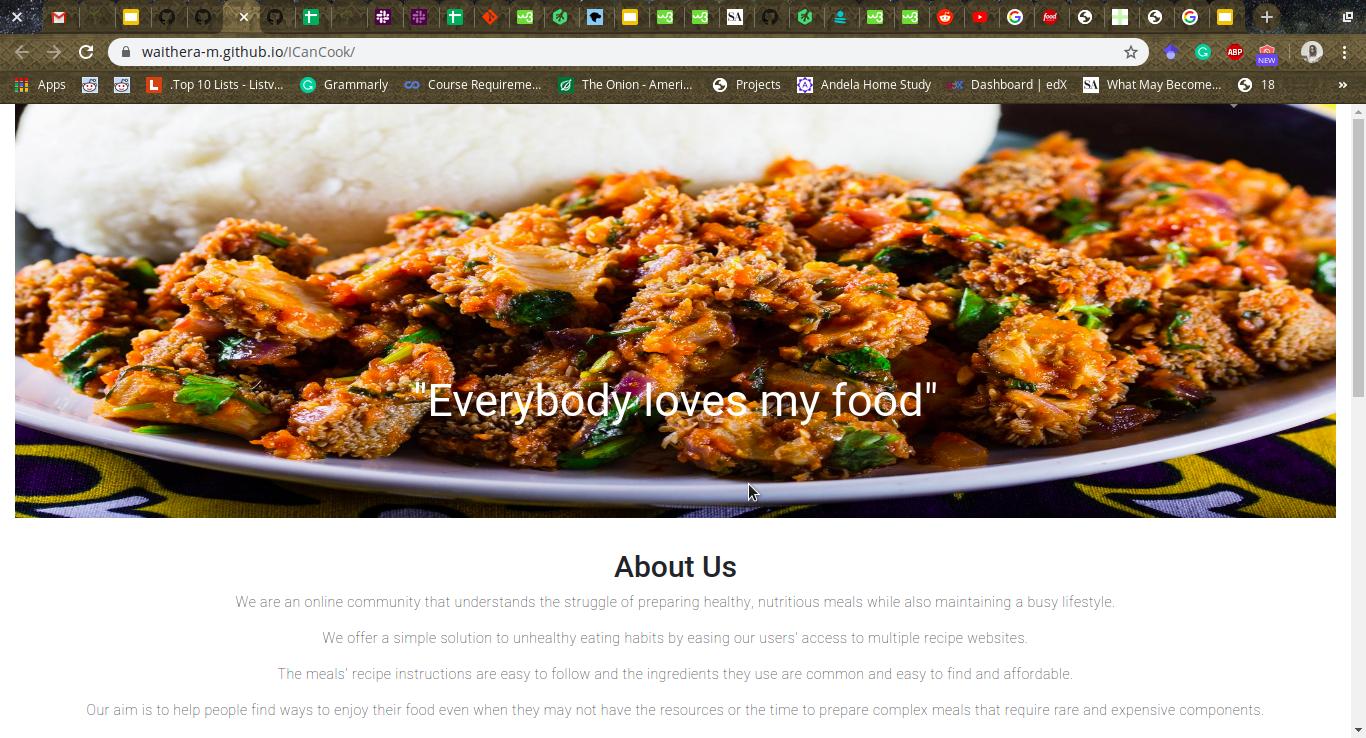 waithera-m.github.io/ICanCook/
ABP
NEW
Apps
.Top 10 Lists - Listv...
Grammarly
Course Requireme...
The Onion - Ameri...
Projects
Andela Home Study
Dashboard | edX
SA
What May Become...
18
»
"Everybody loves my food"
About Us
We are an online community that understands the struggle of preparing healthy, nutritious meals while also maintaining a busy lifestyle.
We offer a simple solution to unhealthy eating habits by easing our users' access to multiple recipe websites.
The meals' recipe instructions are easy to follow and the ingredients they use are common and easy to find and affordable.
Our aim is to help people find ways to enjoy their food even when they may not have the resources or the time to prepare complex meals that require rare and expensive components.